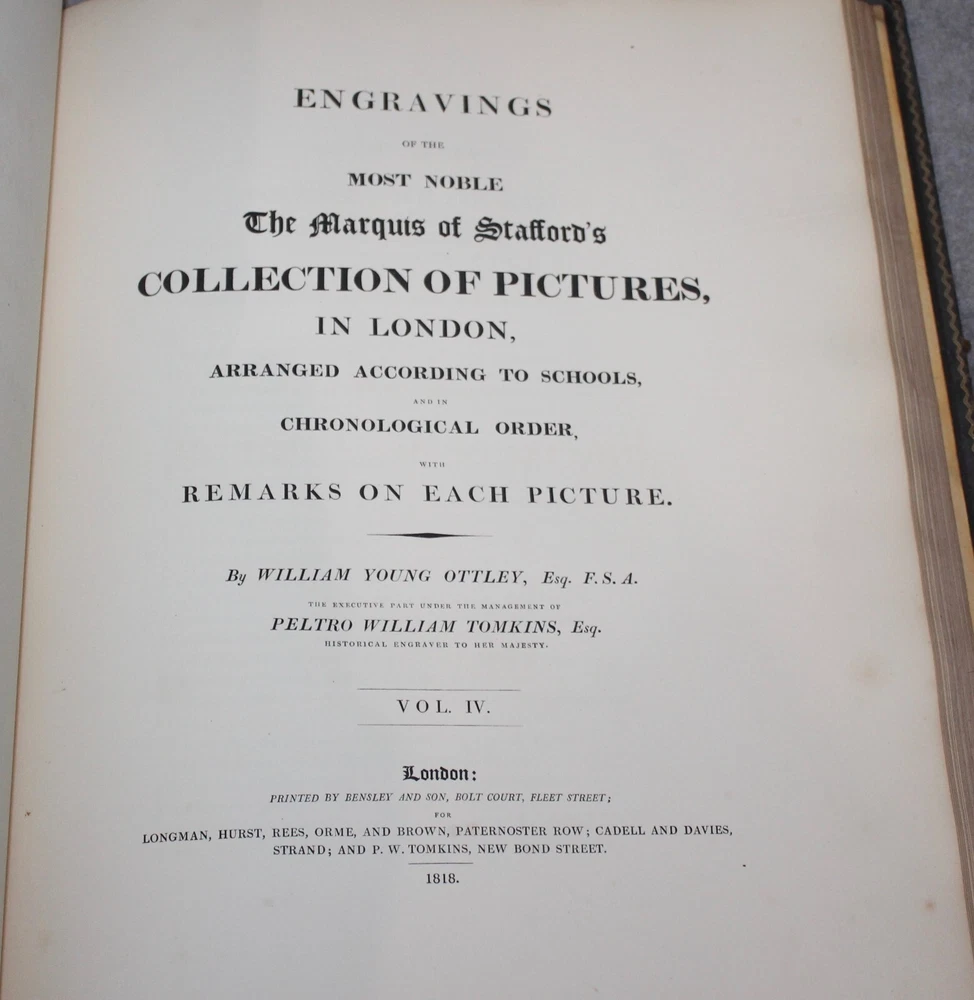 ENGRAVINGS
OF THE
MOST NOBLE
The Marquis of Stafford's
COLLECTION OF PICTURES,
IN LONDON,
ARRANGED ACCORDING TO SCHOOLS,
AND IN
CHRONOLOGICAL ORDER,
WITH
REMARKS ON EACH PICTURE.
By WILLIAM YOUNG OTTLEY, Esq. F. S. A.
THE EXECUTIVE PART UNDER THE MANAGEMENT OF
PELTRO WILLIAM TOMKINS, Esq.
HISTORICAL ENGRAVER TO HER MAJESTY.
VOL. IV.
London:
PRINTED BY BENSLEY AND SON, BOLT COURT, FLEET STREET;
FOR
LONGMAN, HURST, REES, ORME, AND BROWN, PATERNOSTER ROW; CADELL AND DAVIES,
STRAND; AND P. W. TOMKINS, NEW BOND STREET.
1818.